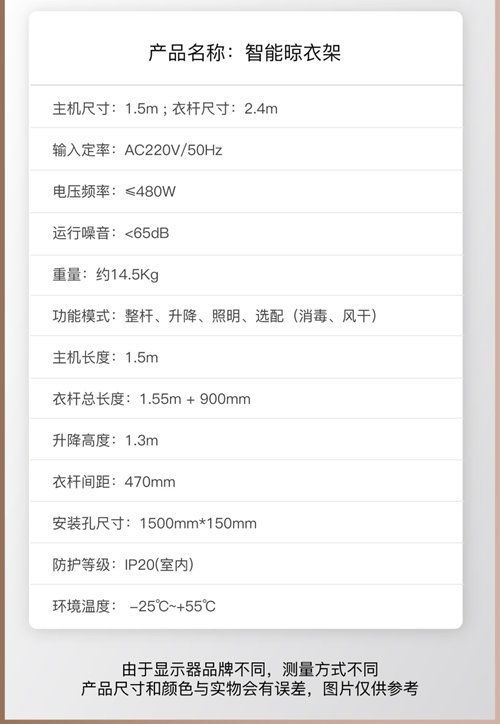 产品名称：智能晾衣架
主机尺寸：1.5m ; 衣杆尺寸：2.4m
输入定率：AC220V/50Hz
电压频率：≤480W
运行噪音：<65dB
重量：约14.5Kg
功能模式：整杆、升降、照明、选配（消毒、风干）
主机长度：1.5m
衣杆总长度：1.55m + 900mm
升降高度：1.3m
衣杆间距：470mm
安装孔尺寸：1500mm*150mm
防护等级：IP20(室内)
环境温度： -25℃~+55℃
由于显示器品牌不同，测量方式不同
产品尺寸和颜色与实物会有误差，图片仅供参考